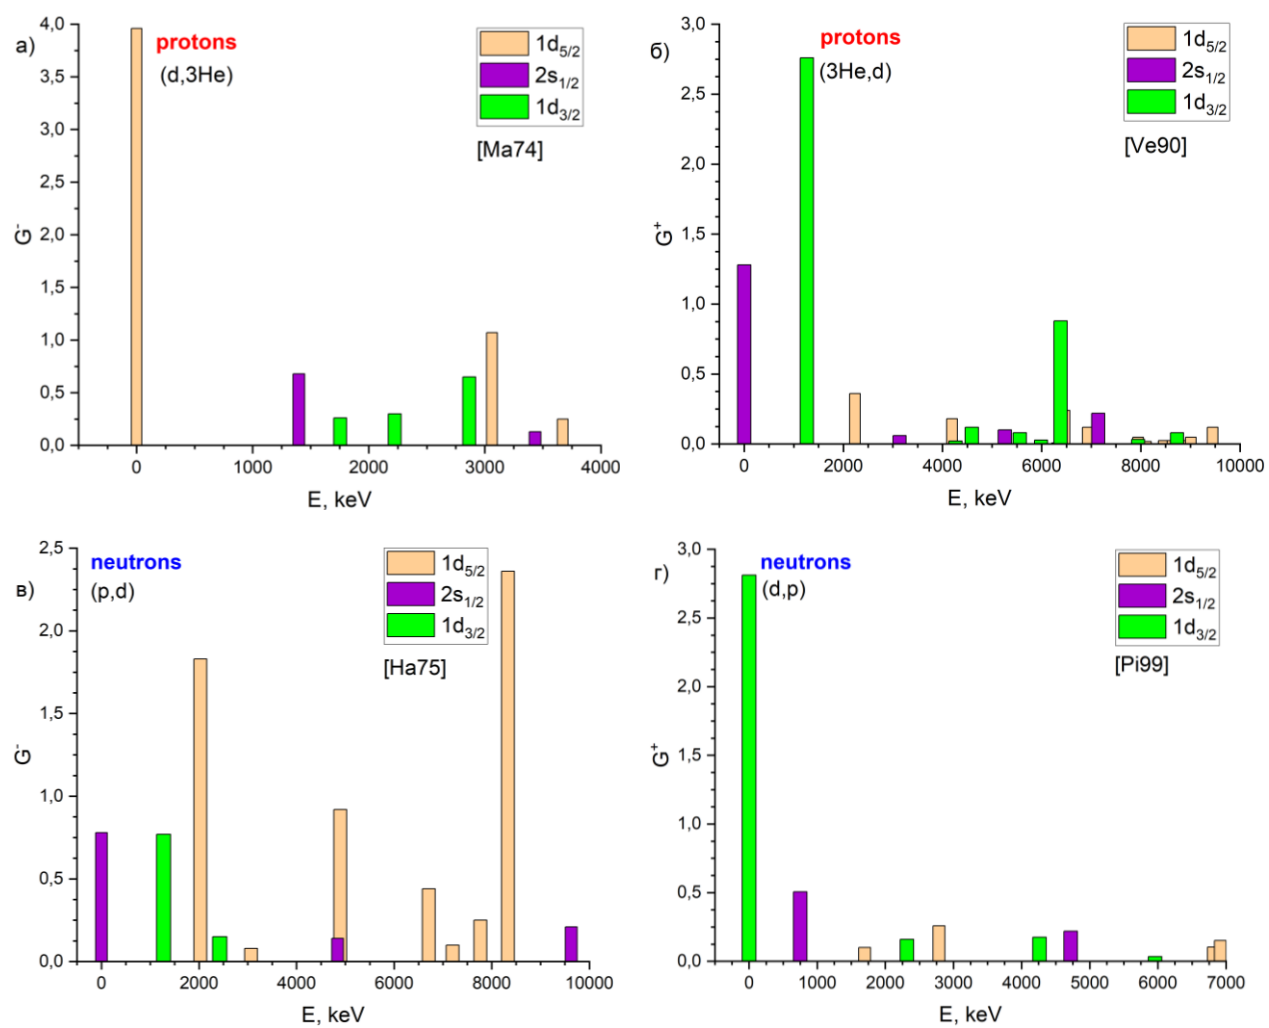 а)
protons
(d,3He)
1d5/2
2s1/2
1d3/2
[Ma74]
G-
4,0
3,5
3,0
2,5
2,0
1,5
1,0
0,5
0,0
0
2000
3000
4000
E, keV
б)
protons
(3He,d)
1d5/2
2s1/2
1d3/2
[Ve90]
G+
3,0
2,5
2,0
1,5
1,0
0,5
0,0
0
2000
4000
6000
8000
10000
E, keV
в)
neutrons
(p,d)
1d5/2
2s1/2
1d3/2
[Ha75]
G-
2,5
2,0
1,5
1,0
0,5
0,0
0
2000
4000
6000
8000
10000
E, keV
г)
neutrons
(d,p)
1d5/2
2s1/2
1d3/2
[Pi99]
G+
3,0
2,5
2,0
1,5
1,0
0,5
0,0
0
1000
2000
3000
4000
5000
6000
7000
E, keV